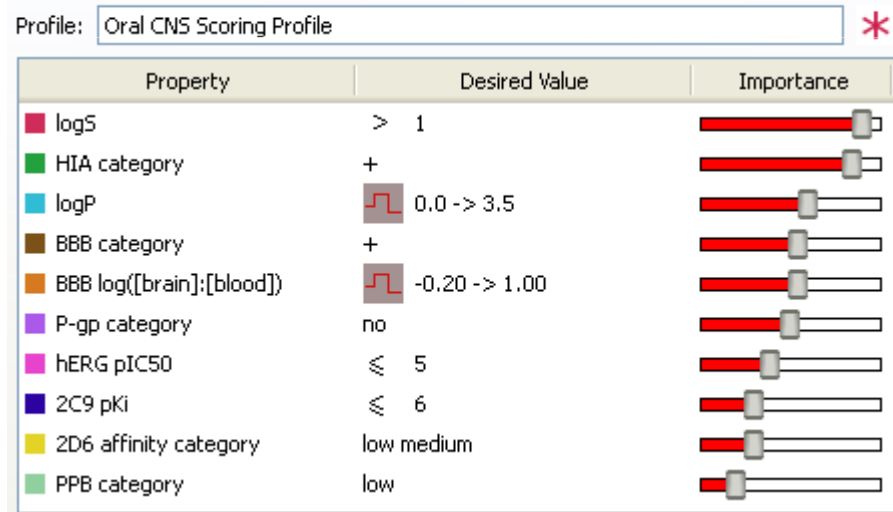 Profile: Oral CNS Scoring Profile
Property Desired Value Importance
logS > 1
HIA category +
logP 0.0 -> 3.5
BBB category +
BBB log([brain]:[blood]) -0.20 -> 1.00
P-gp category no
hERG pIC50 ≤ 5
2C9 pKi ≤ 6
2D6 affinity category low medium
PPB category low